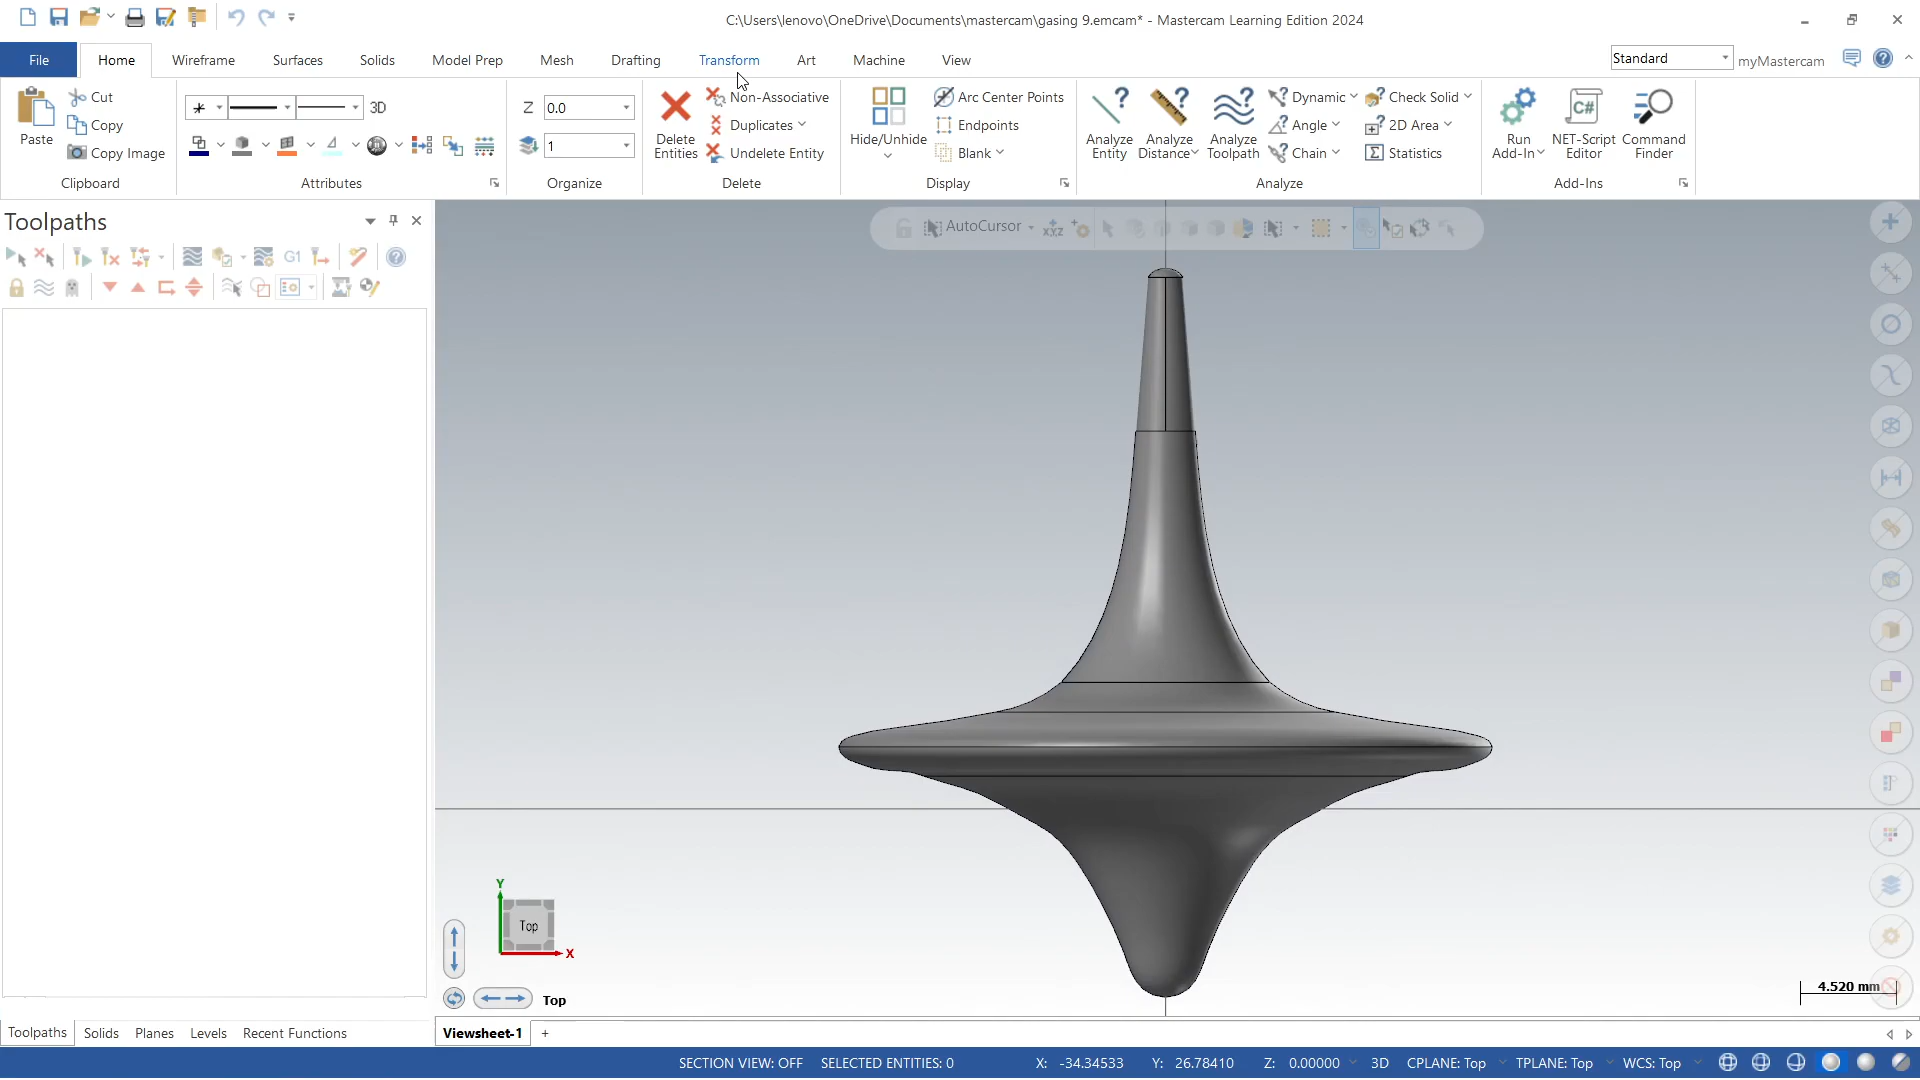 C:\Users\lenovo\OneDrive\Documents\mastercam\gasing 9.emcam* - Mastercam Learning Edition 2024
File Home Wireframe Surfaces Solids Model Prep Mesh Drafting Transform Art Machine View Standard myMastercam
Paste
Cut
Copy
Copy Image
Clipboard
3D
Attributes
Z 0.0
1
Organize
Delete Entities
Non-Associative
Duplicates
Undelete Entity
Delete
Hide/Unhide
Arc Center Points
Endpoints
Blank
Display
Analyze Entity
Analyze Distance
Analyze Toolpath
Dynamic
Angle
Chain
Check Solid
2D Area
Statistics
Analyze
Run Add-In
NET-Script Editor
Command Finder
Add-Ins
Toolpaths
G1
AutoCursor
XYZ
Y
Top
X
Top
4.520 mm
Toolpaths Solids Planes Levels Recent Functions
Viewsheet-1 +
SECTION VIEW: OFF SELECTED ENTITIES: 0 X: -34.34533 Y: 26.78410 Z: 0.00000 3D CPLANE: Top TPLANE: Top WCS: Top